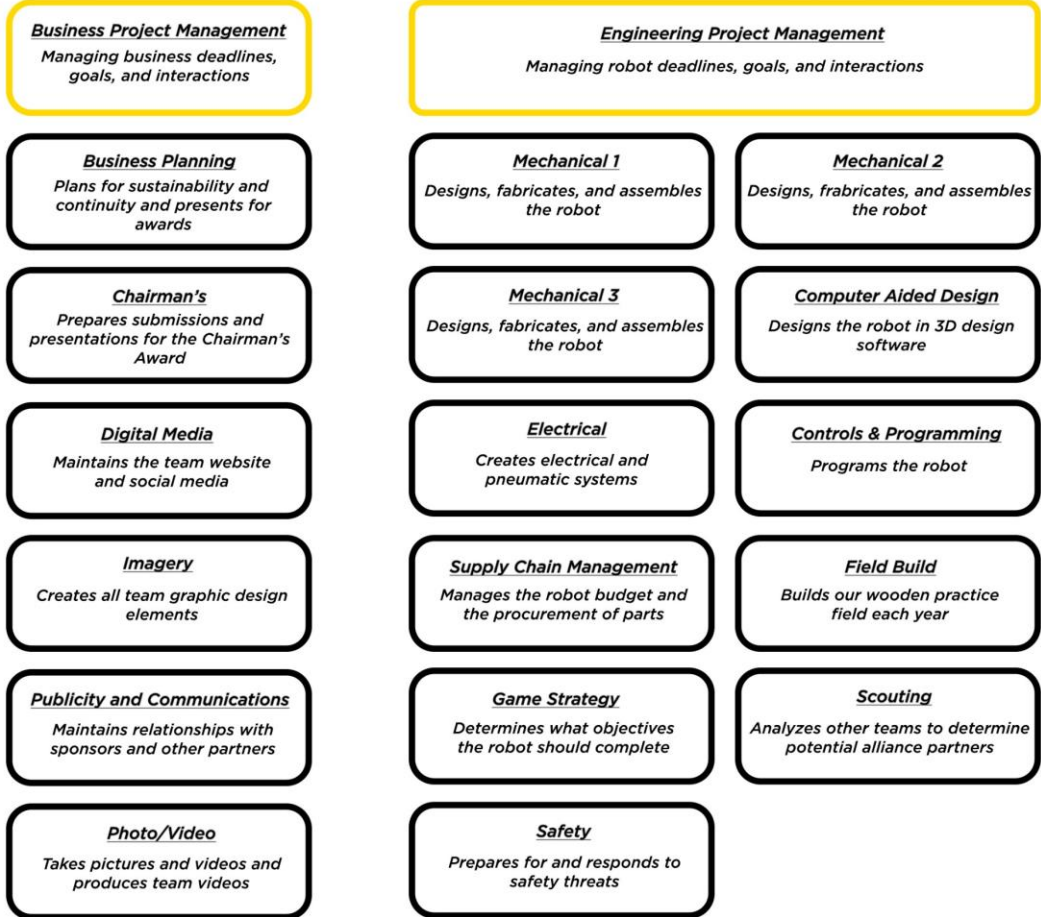 Business Project Management
Managing business deadlines,
goals, and interactions
Engineering Project Management
Managing robot deadlines, goals, and interactions
Business Planning
Plans for sustainability and
continuity and presents for
awards
Mechanical 1
Designs, fabricates, and assembles
the robot
Mechanical 2
Designs, frabricates, and assembles
the robot
Chairman's
Prepares submissions and
presentations for the Chairman's
Award
Mechanical 3
Designs, fabricates, and assembles
the robot
Computer Aided Design
Designs the robot in 3D design
software
Digital Media
Maintains the team website
and social media
Electrical
Creates electrical and
pneumatic systems
Controls & Programming
Programs the robot
Imagery
Creates all team graphic design
elements
Supply Chain Management
Manages the robot budget and
the procurement of parts
Field Build
Builds our wooden practice
field each year
Publicity and Communications
Maintains relationships with
sponsors and other partners
Game Strategy
Determines what objectives
the robot should complete
Scouting
Analyzes other teams to determine
potential alliance partners
Photo/Video
Takes pictures and videos and
produces team videos
Safety
Prepares for and responds to
safety threats